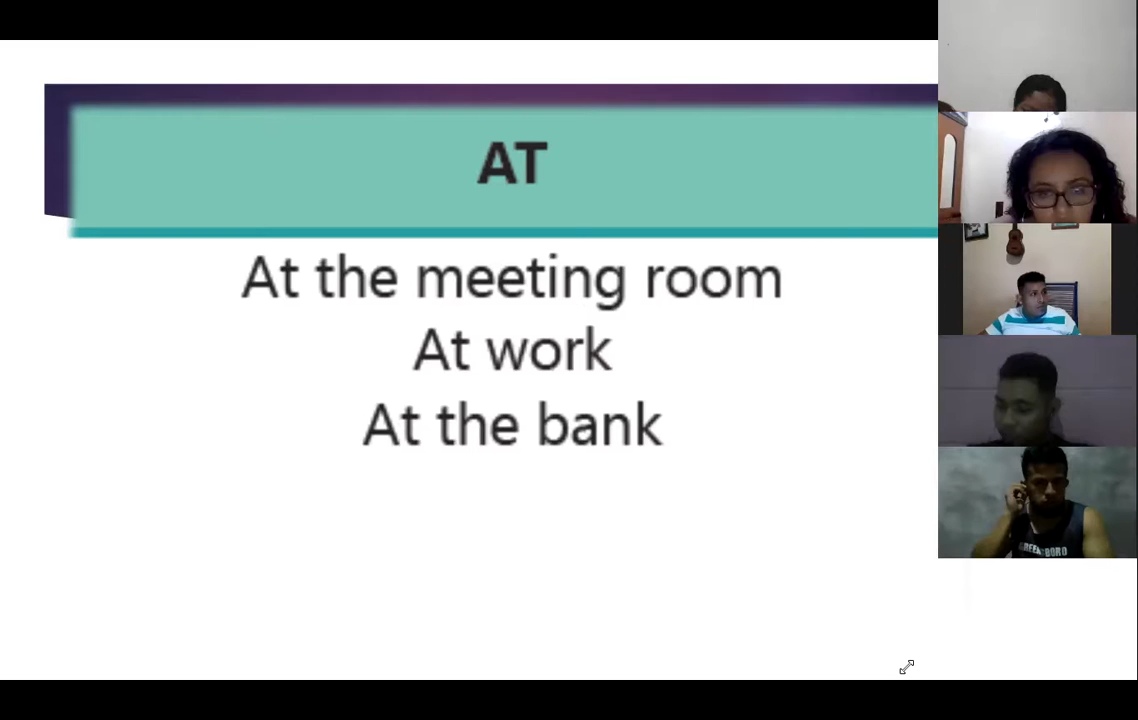 AT
At the meeting room
At work
At the bank